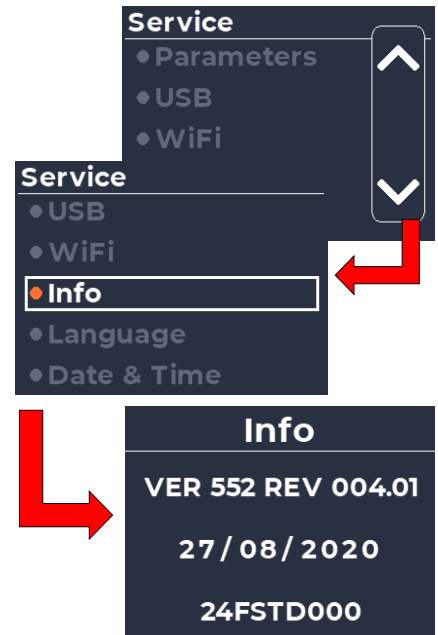 Service
Parameters
USB
WiFi
Service
USB
WiFi
Info
Language
Date & Time
Info
VER 552 REV 004.01
27/08/2020
24FSTD000